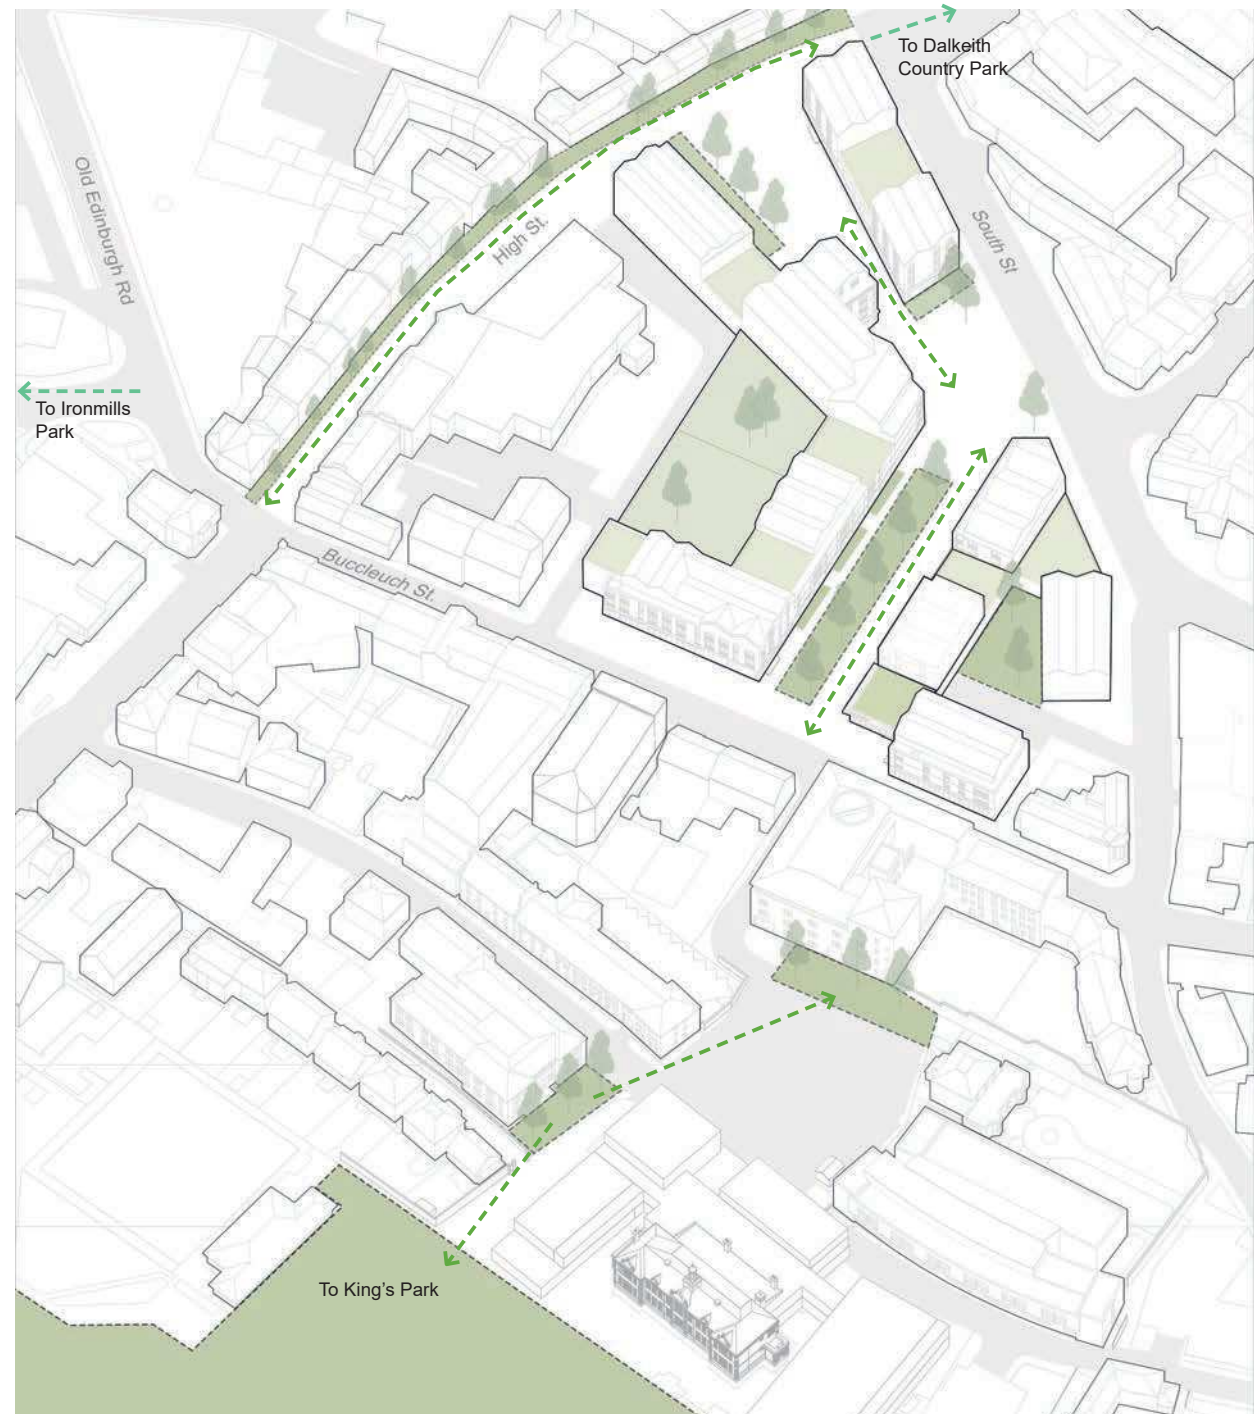 To Dalkeith
Country Park
Old Edinburgh Rd
High St.
South St
To Ironmills
Park
Buccleuch St.
To King's Park